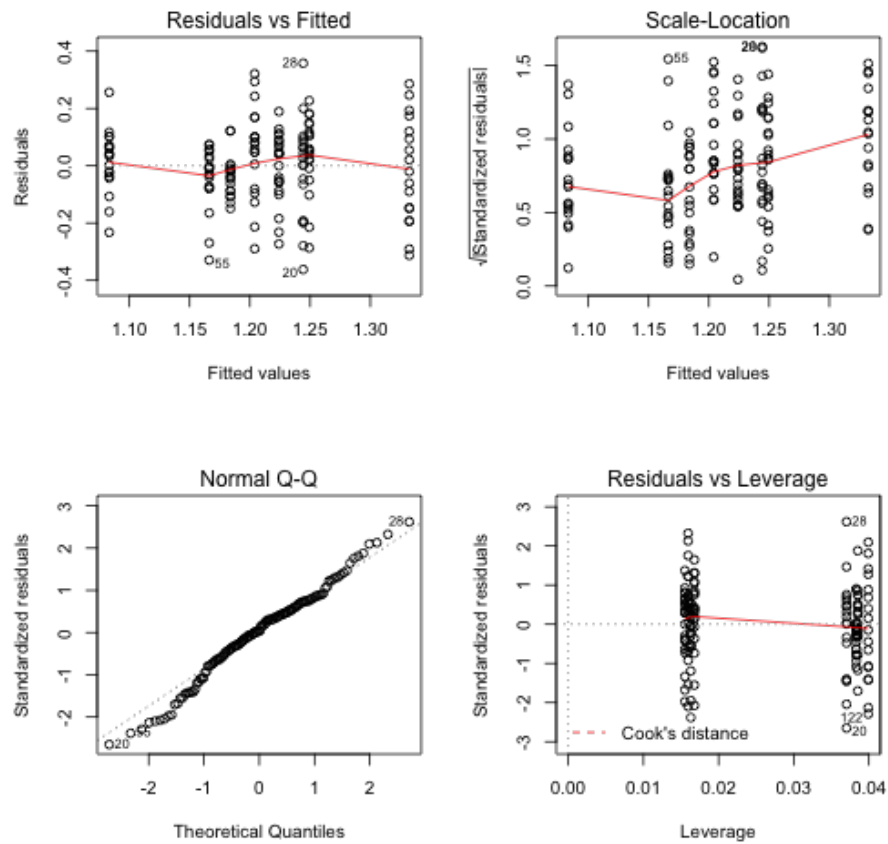 Residuals vs Fitted
Residuals
0.4
0.2
0.0
-0.2
-0.4
28
55
20
1.10 1.15 1.20 1.25 1.30
Fitted values
Scale-Location
√|Standardized residuals|
1.5
1.0
0.5
0.0
55
1.10 1.15 1.20 1.25 1.30
Fitted values
Normal Q-Q
Standardized residuals
3
2
1
0
-1
-2
28
20
-2 -1 0 1 2
Theoretical Quantiles
Residuals vs Leverage
Standardized residuals
3
2
1
0
-1
-2
-3
28
122
20
Cook's distance
0.00 0.01 0.02 0.03 0.04
Leverage